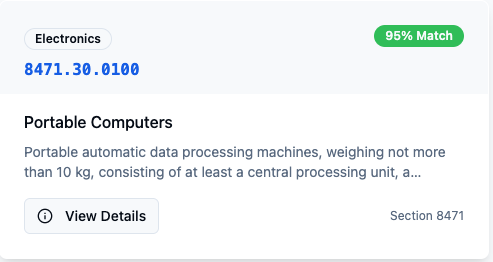 Electronics
95% Match
8471.30.0100
Portable Computers
Portable automatic data processing machines, weighing not more
than 10 kg, consisting of at least a central processing unit, a...
View Details
Section 8471